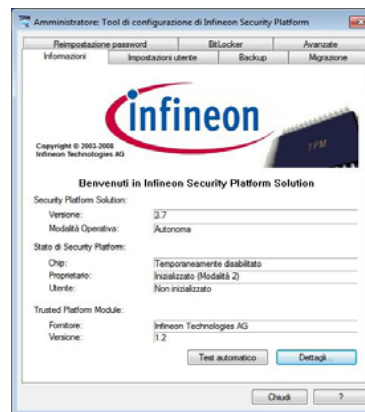 Amministratore: Tool di configurazione di Infineon Security Platform
Reimpostazione password BitLocker Avanzate
Informazioni Impostazioni utente Backup Migrazione
infineon
TPM
Copyright © 2003-2008
Infineon Technologies AG
Benvenuti in Infineon Security Platform Solution
Security Platform Solution:
Versione: 3.7
Modalità Operativa: Autonoma
Stato di Security Platform:
Chip: Temporaneamente disabilitato
Proprietario: Inizializzato (Modalità 2)
Utente: Non inizializzato
Trusted Platform Module:
Fornitore: Infineon Technologies AG
Versione: 1.2
Test automatico Dettagli...
Chiudi ?